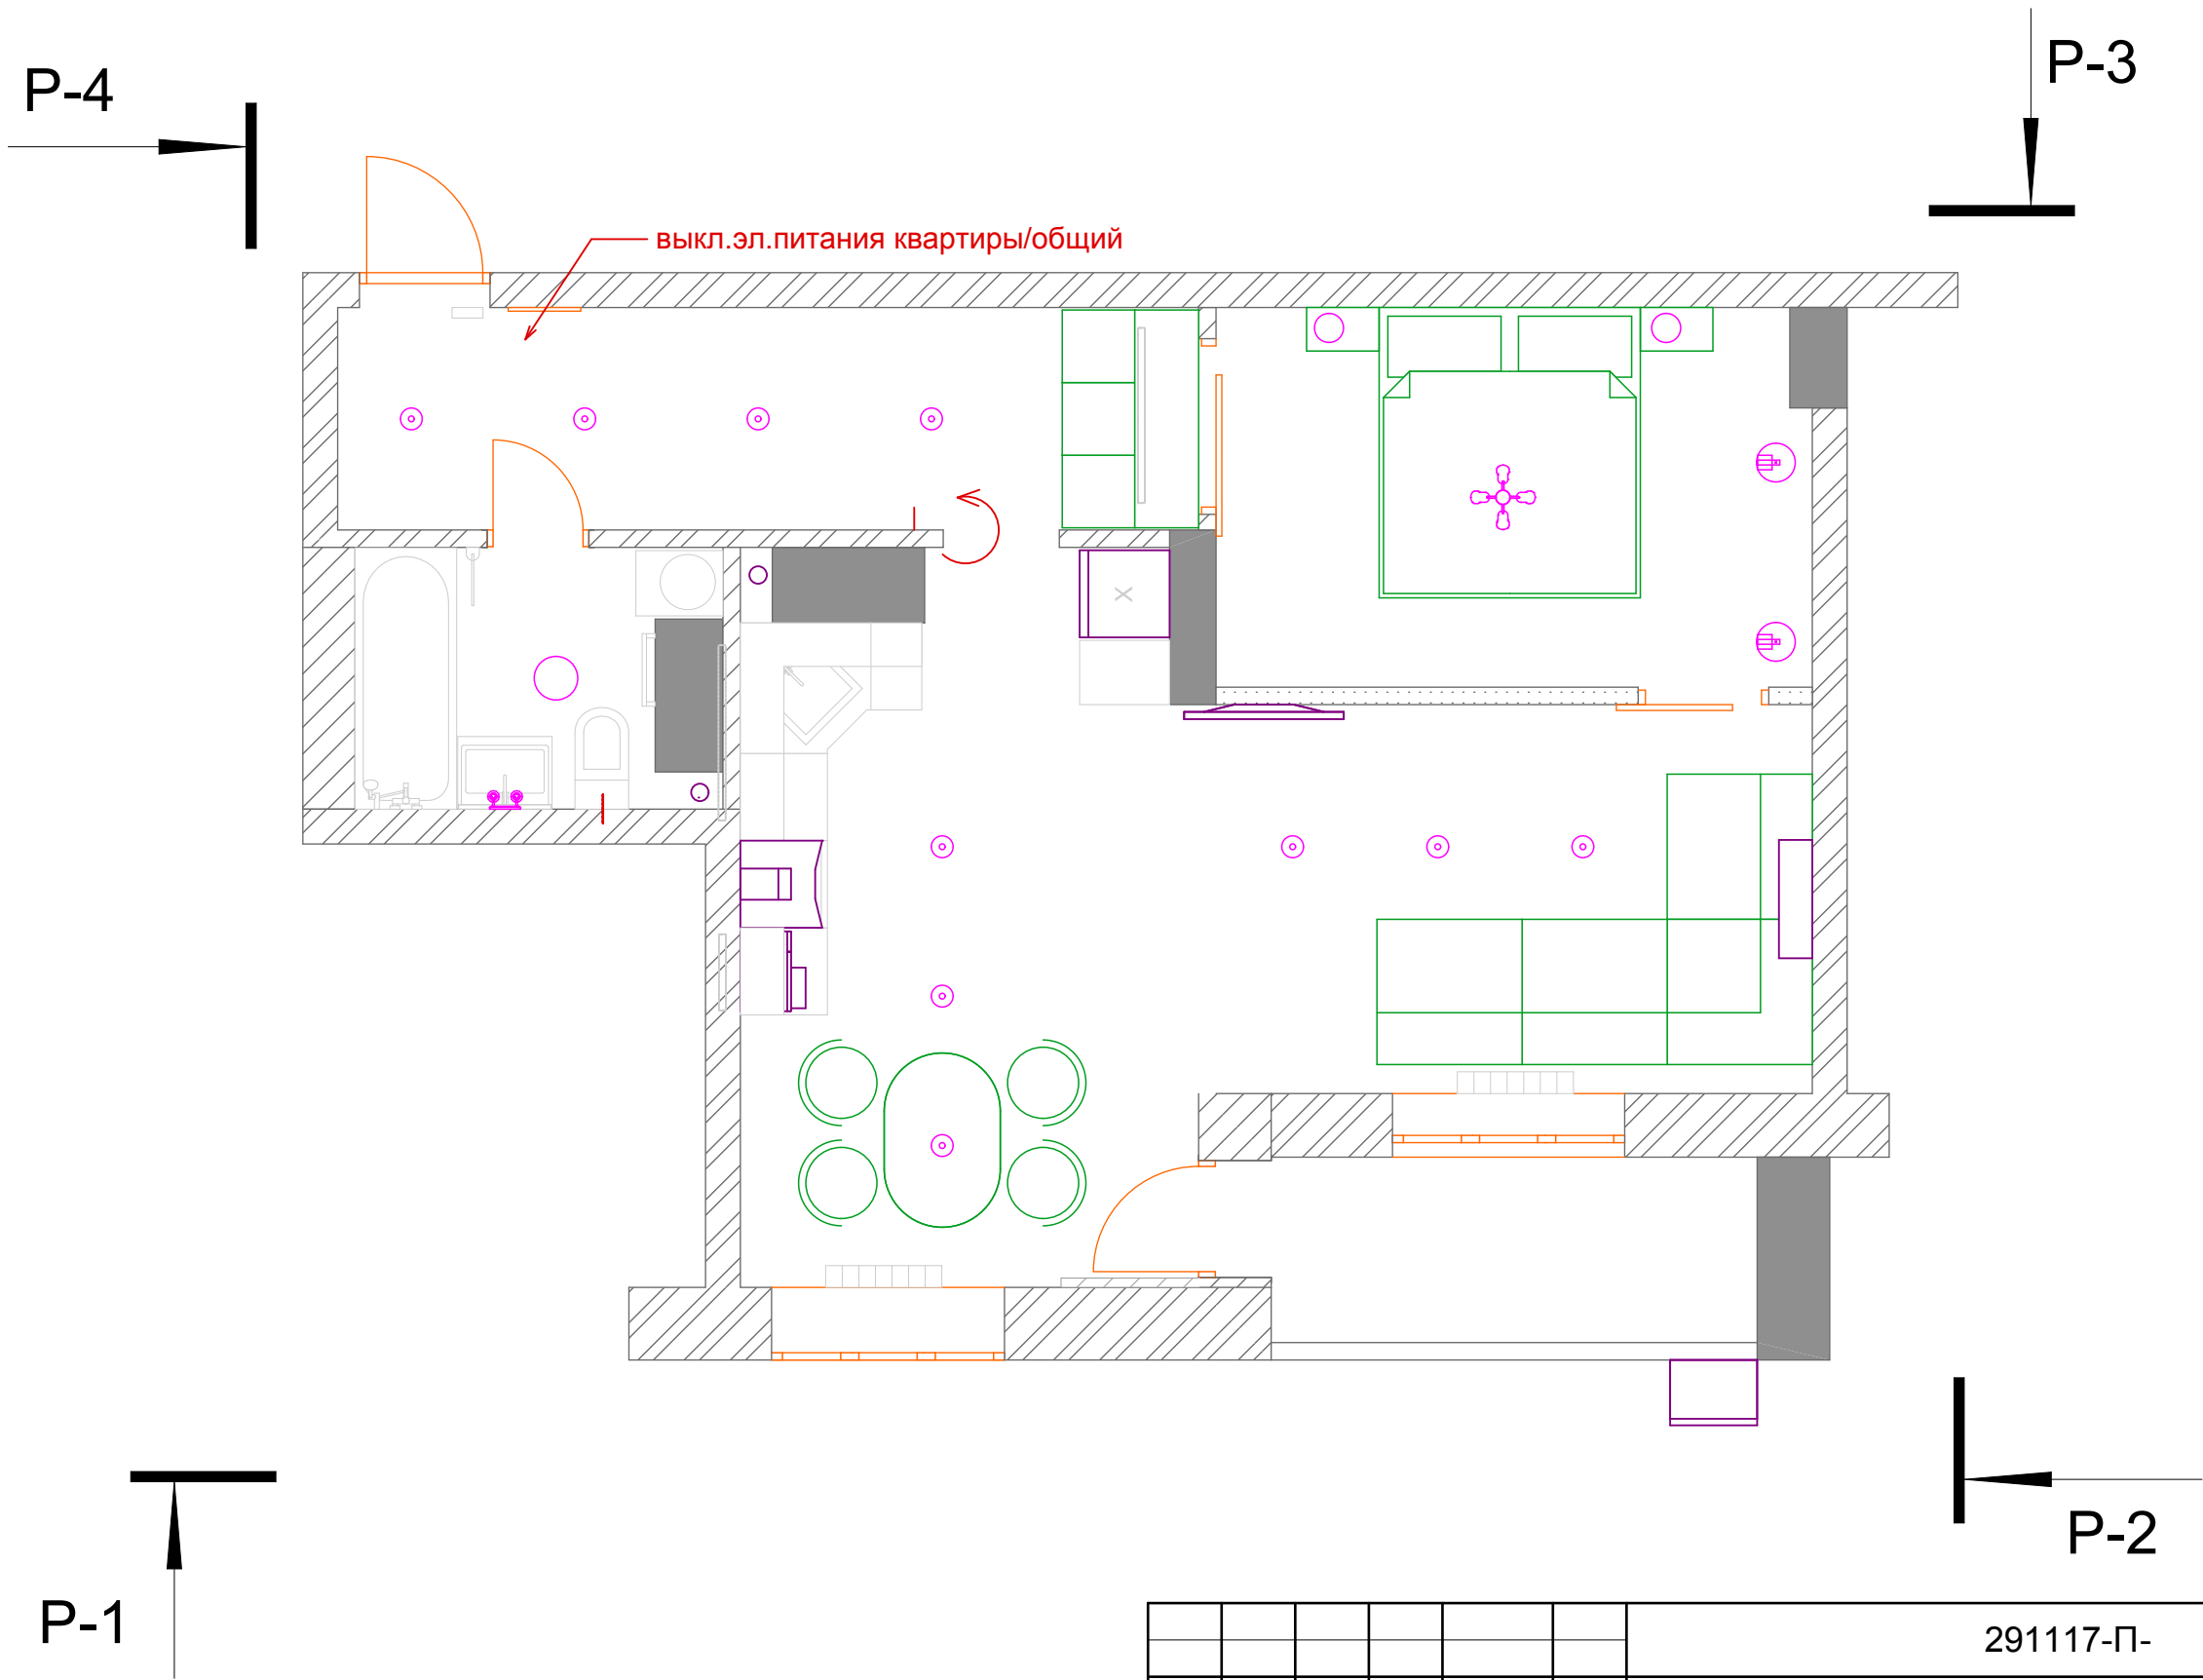 Р-4
Р-3
выкл.эл.питания квартиры/общий
X
Р-2
Р-1
291117-П-